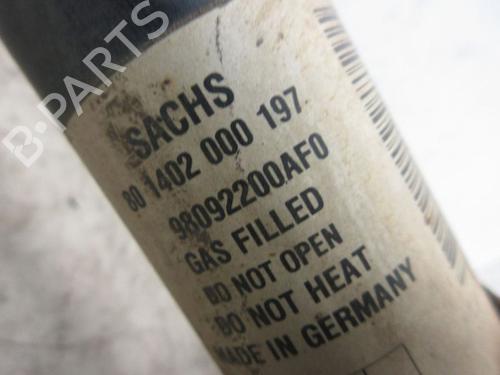 B-PARTS
SACHS
80 1402 000 197
98092200AF0
GAS FILLED
DO NOT OPEN
DO NOT HEAT
MADE IN GERMANY